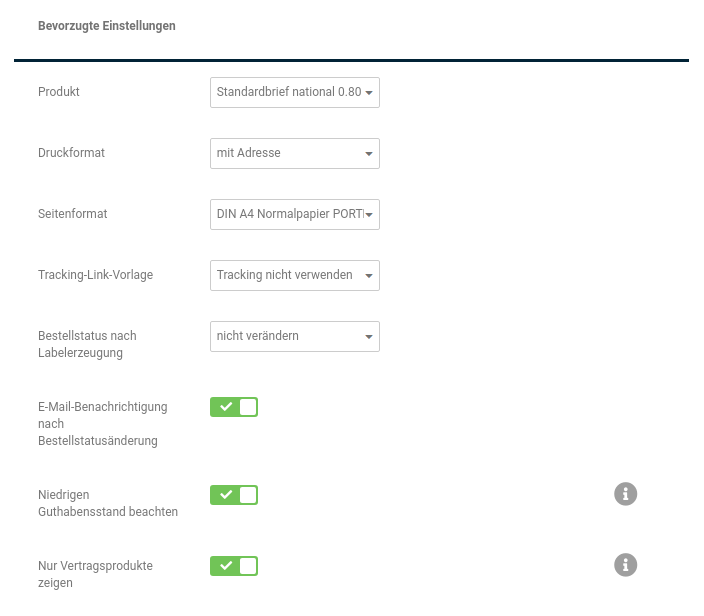 Bevorzugte Einstellungen
Produkt
Standardbrief national 0.80
Druckformat
mit Adresse
Seitenformat
DIN A4 Normalpapier PORT
Tracking-Link-Vorlage
Tracking nicht verwenden
Bestellstatus nach
Labelerzeugung
nicht verändern
E-Mail-Benachrichtigung
nach
Bestellstatusänderung
Niedrigen
Guthabensstand beachten
Nur Vertragsprodukte
zeigen